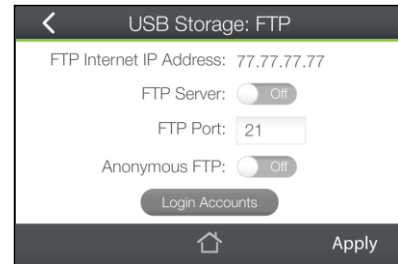 USB Storage: FTP
FTP Internet IP Address: 77.77.77.77
FTP Server: Off
FTP Port: 21
Anonymous FTP: Off
Login Accounts
Apply